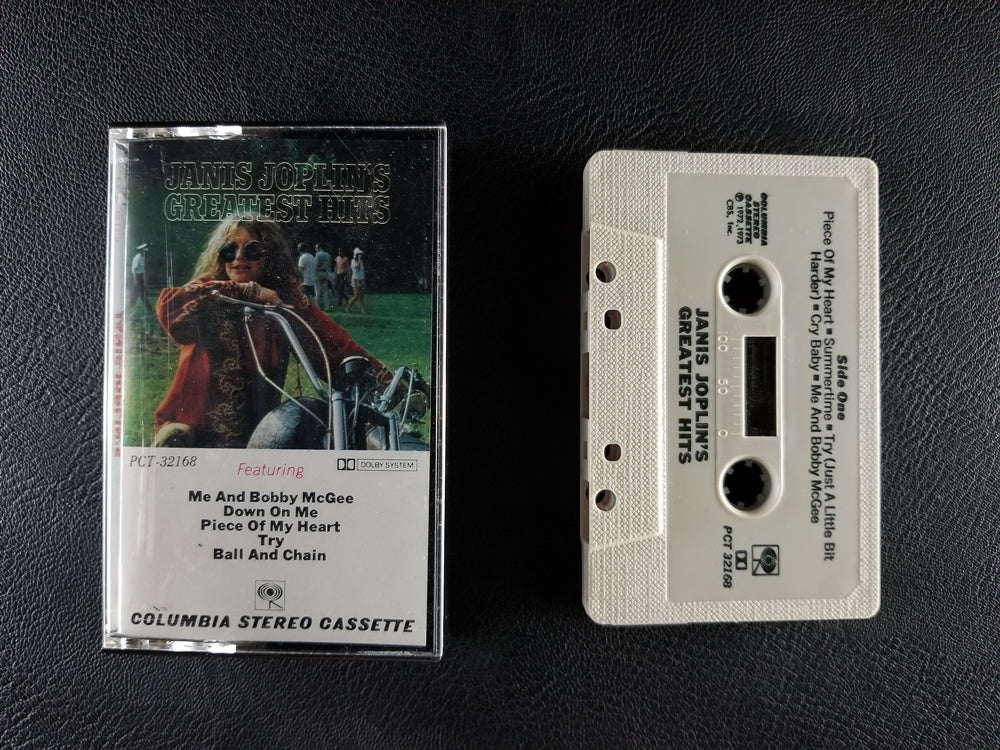 JANIS JOPLIN'S
GREATEST HITS
PCT-32168
Featuring
DOLBY SYSTEM
Me And Bobby McGee
Down On Me
Piece Of My Heart
Try
Ball And Chain
COLUMBIA STEREO CASSETTE
COLUMBIA
STEREO
CASSETTE
℗ 1972, 1973
CBS, Inc.
Side One
Piece Of My Heart ■ Summertime ■ Try (Just A Little Bit
Harder) ■ Cry Baby ■ Me And Bobby McGee
100 50 0
JANIS JOPLIN'S
GREATEST HITS
PCT 32168